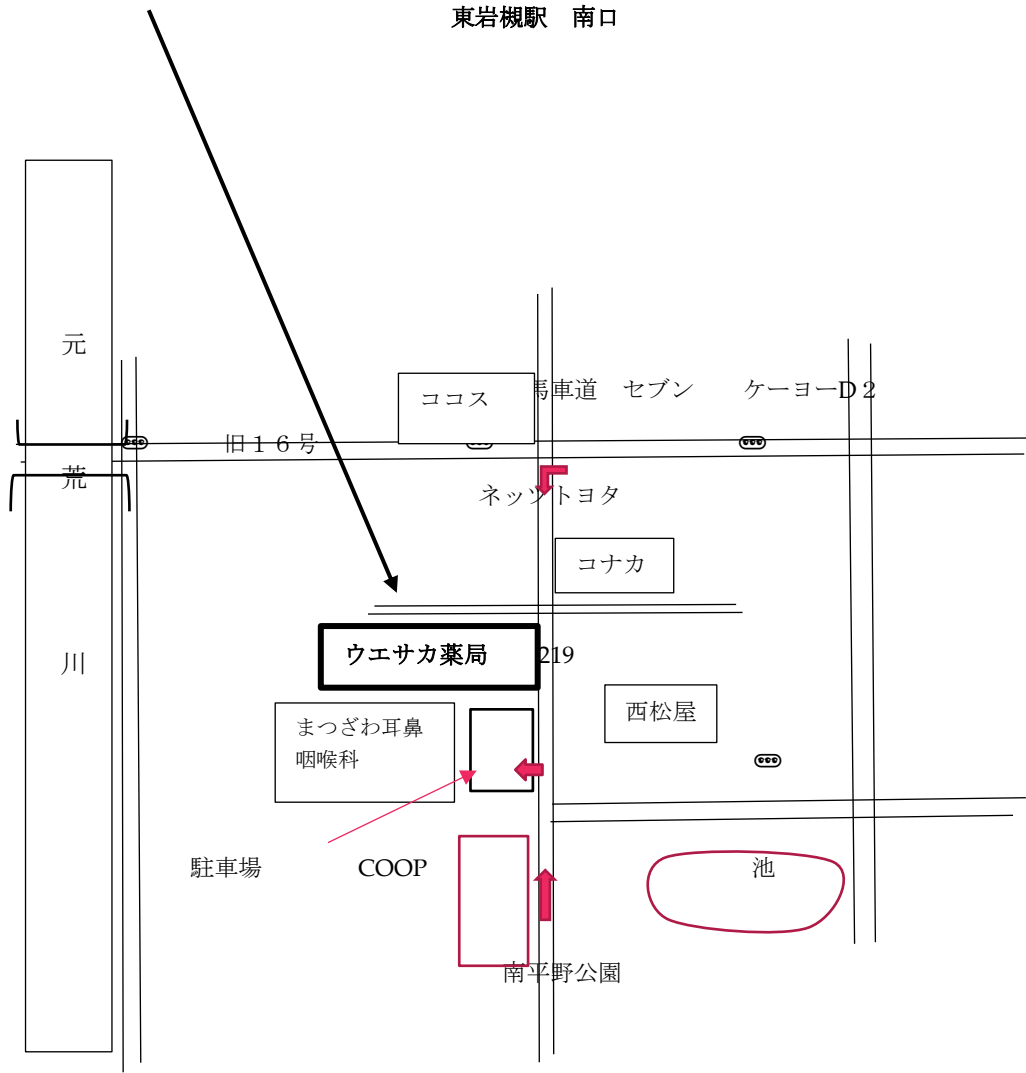 東岩槻駅　南口
元
ココス
馬車道　セブン　　ケーヨーD２
旧１６号
荒
ネッツトヨタ
コナカ
ウエサカ薬局
219
川
西松屋
まつざわ耳鼻
咽喉科
駐車場
COOP
池
南平野公園